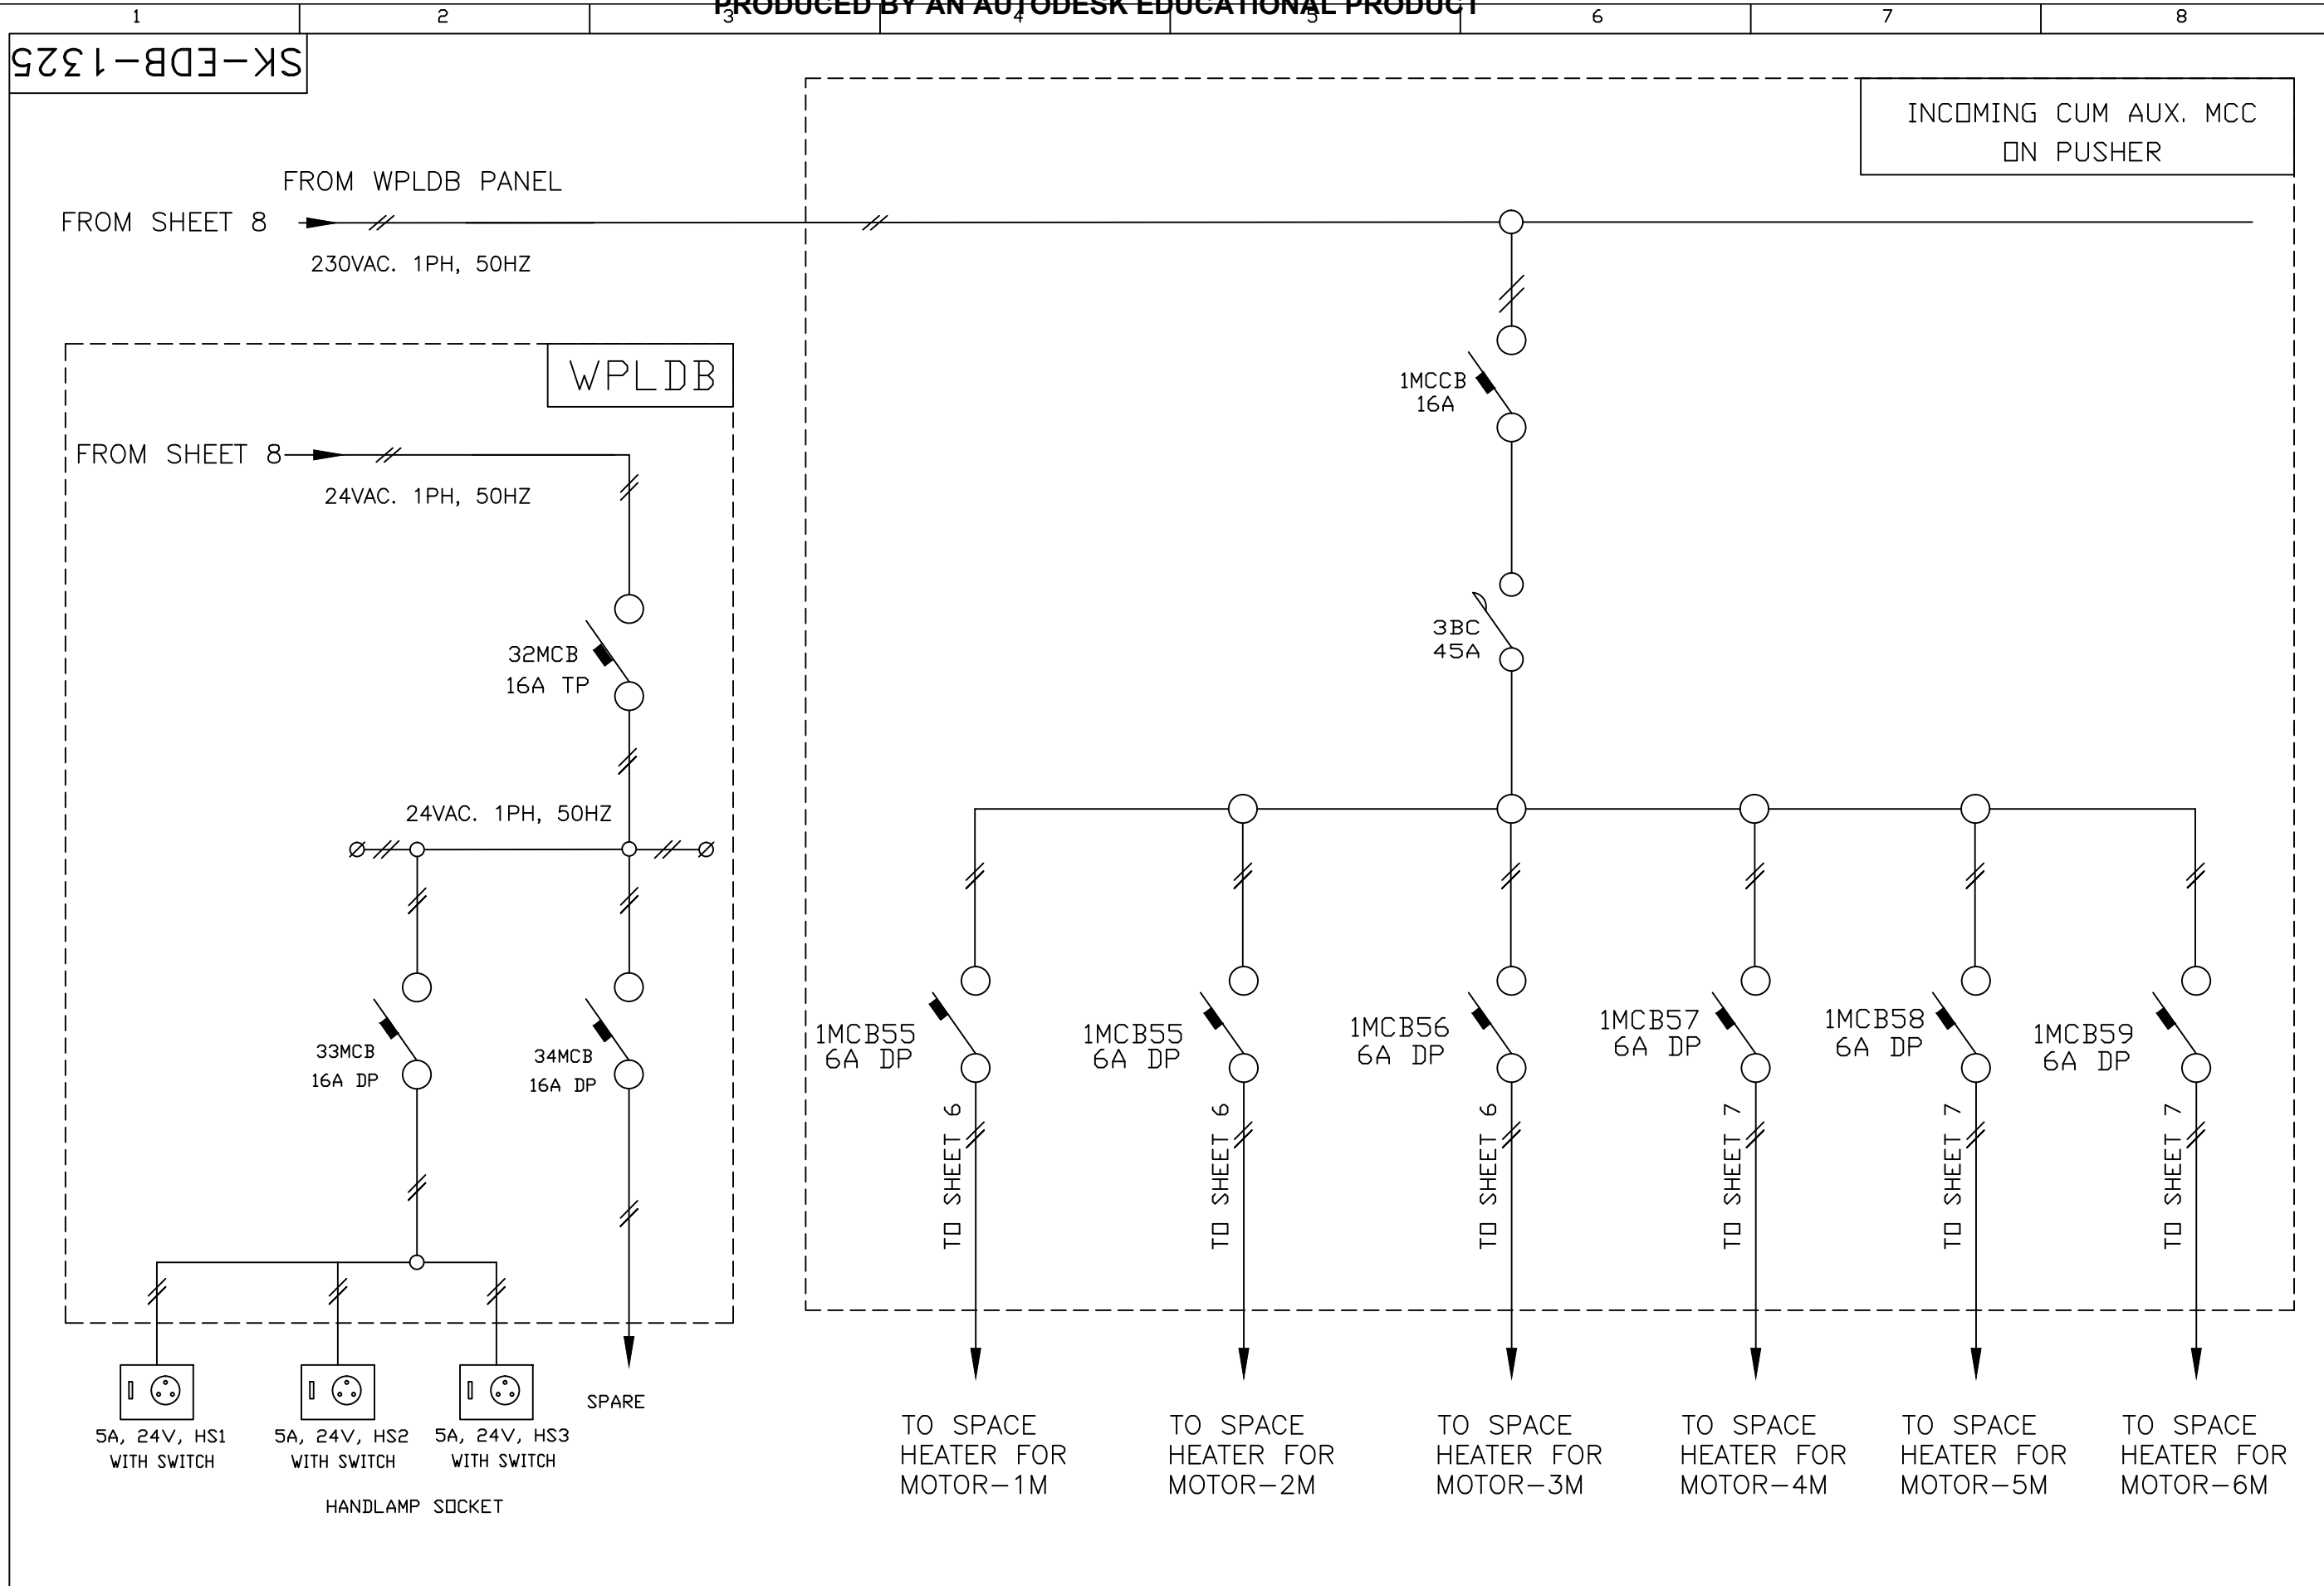 PRODUCED BY AN AUTODESK EDUCATIONAL PRODUCT
1 2 3 4 5 6 7 8
SK-EDB-1325
INCOMING CUM AUX. MCC
ON PUSHER
FROM WPLDB PANEL
FROM SHEET 8
230VAC. 1PH, 50HZ
WPLDB
FROM SHEET 8
24VAC. 1PH, 50HZ
32MCB
16A TP
24VAC. 1PH, 50HZ
33MCB
16A DP
34MCB
16A DP
5A, 24V, HS1
WITH SWITCH
5A, 24V, HS2
WITH SWITCH
5A, 24V, HS3
WITH SWITCH
SPARE
HANDLAMP SOCKET
1MCCB
16A
3BC
45A
1MCB55
6A DP
1MCB55
6A DP
1MCB56
6A DP
1MCB57
6A DP
1MCB58
6A DP
1MCB59
6A DP
TO SHEET 6
TO SHEET 6
TO SHEET 6
TO SHEET 7
TO SHEET 7
TO SHEET 7
TO SPACE
HEATER FOR
MOTOR-1M
TO SPACE
HEATER FOR
MOTOR-2M
TO SPACE
HEATER FOR
MOTOR-3M
TO SPACE
HEATER FOR
MOTOR-4M
TO SPACE
HEATER FOR
MOTOR-5M
TO SPACE
HEATER FOR
MOTOR-6M